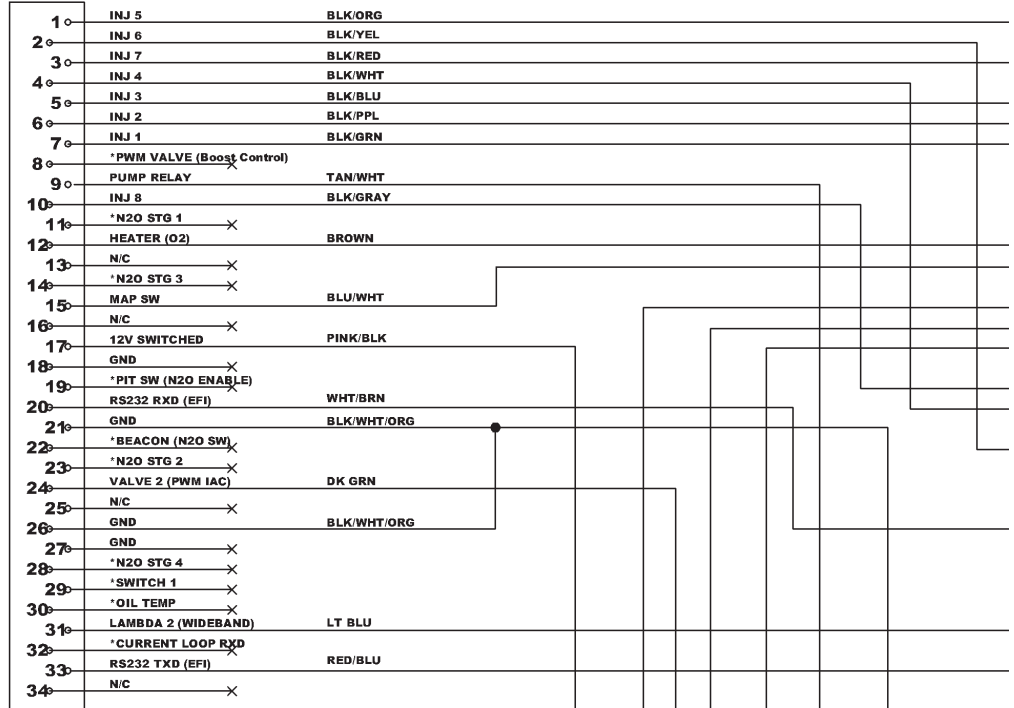 1 INJ 5 BLK/ORG
2 INJ 6 BLK/YEL
3 INJ 7 BLK/RED
4 INJ 4 BLK/WHT
5 INJ 3 BLK/BLU
6 INJ 2 BLK/PPL
7 INJ 1 BLK/GRN
8 *PWM VALVE (Boost Control)
9 PUMP RELAY TAN/WHT
10 INJ 8 BLK/GRAY
11 *N2O STG 1
12 HEATER (O2) BROWN
13 N/C
14 *N2O STG 3
15 MAP SW BLU/WHT
16 N/C
17 12V SWITCHED PINK/BLK
18 GND
19 *PIT SW (N2O ENABLE)
20 RS232 RXD (EFI) WHT/BRN
21 GND BLK/WHT/ORG
22 *BEACON (N2O SW)
23 *N2O STG 2
24 VALVE 2 (PWM IAC) DK GRN
25 N/C
26 GND BLK/WHT/ORG
27 GND
28 *N2O STG 4
29 *SWITCH 1
30 *OIL TEMP
31 LAMBDA 2 (WIDEBAND) LT BLU
32 *CURRENT LOOP RXD
33 RS232 TXD (EFI) RED/BLU
34 N/C